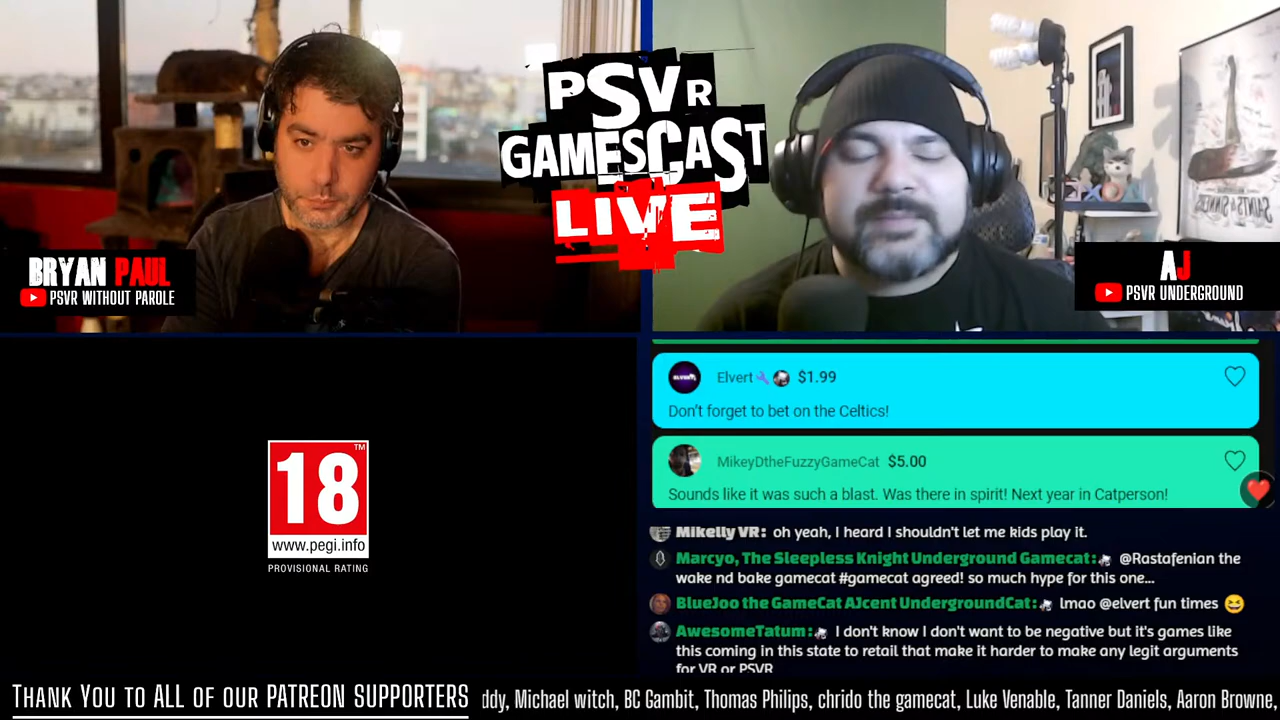 PSVR
GAMESCAST
LIVE
BRYAN PAUL
PSVR WITHOUT PAROLE
SAINTS & SINNERS
AJ
PSVR UNDERGROUND
18
TM
www.pegi.info
PROVISIONAL RATING
Elvert $1.99
Don't forget to bet on the Celtics!
MikeyDtheFuzzyGameCat $5.00
Sounds like it was such a blast. Was there in spirit! Next year in Catperson!
Mikelly VR: oh yeah, I heard I shouldn't let me kids play it.
Marcyo, The Sleepless Knight Underground Gamecat: @Rastafenian the
wake nd bake gamecat #gamecat agreed! so much hype for this one...
BlueJoo the GameCat AJcent UndergroundCat: lmao @elvert fun times 😆
AwesomeTatum: I don't know I don't want to be negative but it's games like
this coming in this state to retail that make it harder to make any legit arguments
for VR or PSVR
THANK YOU TO ALL OF OUR PATREON SUPPORTERS
ddy, Michael witch, BC Gambit, Thomas Philips, chrido the gamecat, Luke Venable, Tanner Daniels, Aaron Browne,